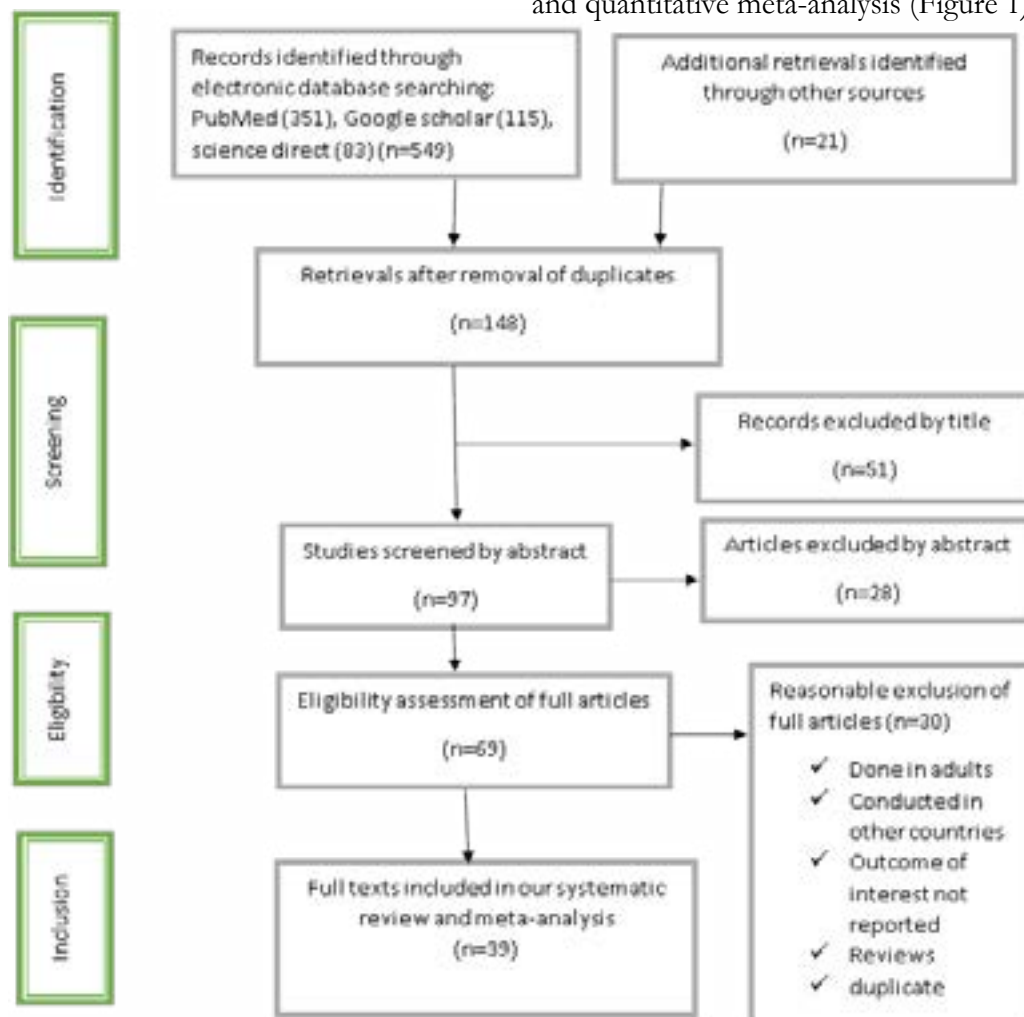 and quantitative meta-analysis (Figure 1)
Identification
Records identified through
electronic database searching:
PubMed (351), Google scholar (115),
science direct (83) (n=549)
Additional retrievals identified
through other sources
(n=21)
Retrievals after removal of duplicates
(n=148)
Screening
Records excluded by title
(n=51)
Studies screened by abstract
(n=97)
Articles excluded by abstract
(n=28)
Eligibility
Eligibility assessment of full articles
(n=69)
Reasonable exclusion of
full articles (n=30)
✓ Done in adults
✓ Conducted in
other countries
✓ Outcome of
interest not
reported
✓ Reviews
✓ duplicate
Inclusion
Full texts included in our systematic
review and meta-analysis
(n=39)